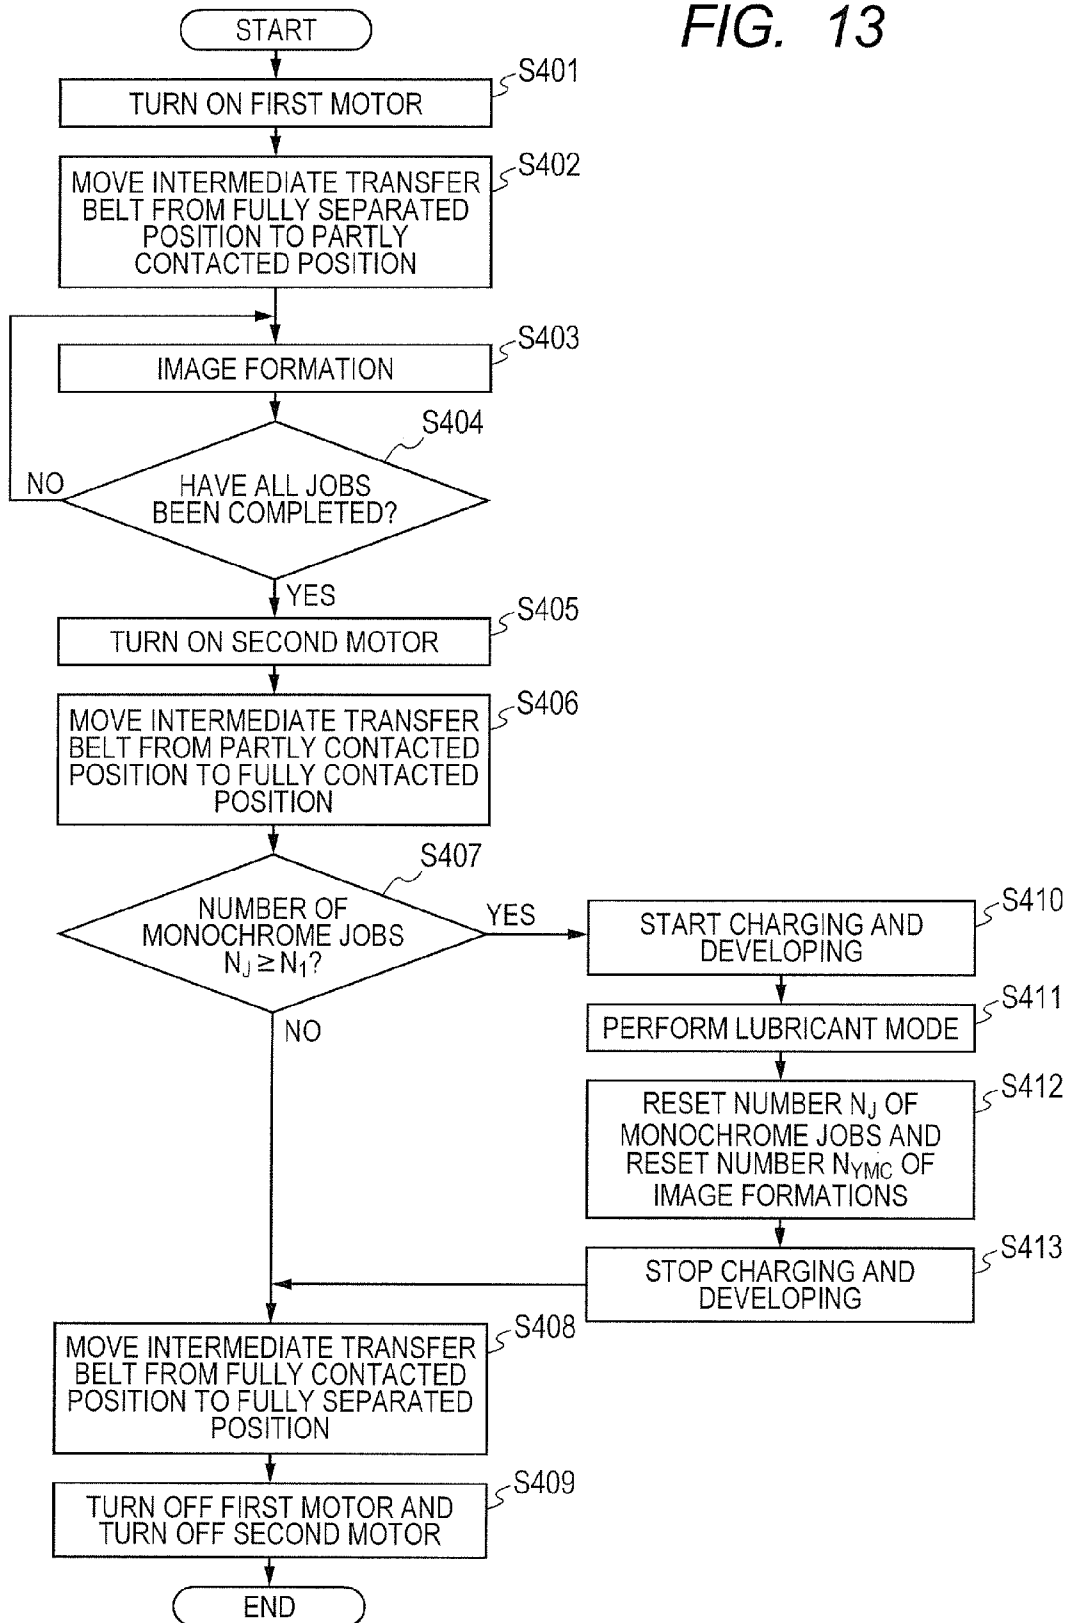 FIG. 13
START
S401
TURN ON FIRST MOTOR
S402
MOVE INTERMEDIATE TRANSFER
BELT FROM FULLY SEPARATED
POSITION TO PARTLY
CONTACTED POSITION
S403
IMAGE FORMATION
S404
HAVE ALL JOBS
BEEN COMPLETED?
NO
YES
S405
TURN ON SECOND MOTOR
S406
MOVE INTERMEDIATE TRANSFER
BELT FROM PARTLY CONTACTED
POSITION TO FULLY CONTACTED
POSITION
S407
NUMBER OF
MONOCHROME JOBS
NJ ≥ N1?
YES
NO
S410
START CHARGING AND
DEVELOPING
S411
PERFORM LUBRICANT MODE
S412
RESET NUMBER NJ OF
MONOCHROME JOBS AND
RESET NUMBER NYMC OF
IMAGE FORMATIONS
S413
STOP CHARGING AND
DEVELOPING
S408
MOVE INTERMEDIATE TRANSFER
BELT FROM FULLY CONTACTED
POSITION TO FULLY SEPARATED
POSITION
S409
TURN OFF FIRST MOTOR AND
TURN OFF SECOND MOTOR
END